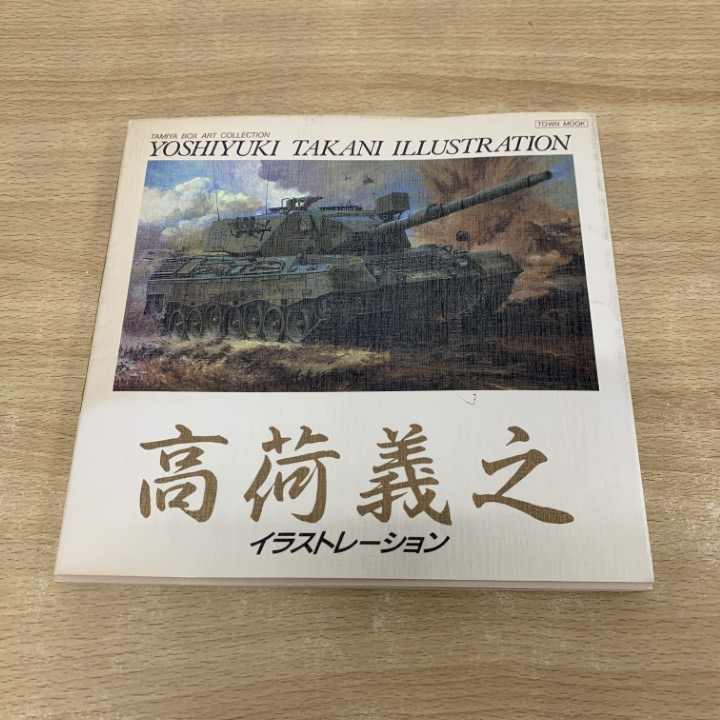 TAMIYA BOX ART COLLECTION
TOWN MOOK
YOSHIYUKI TAKANI ILLUSTRATION
高荷義之
イラストレーション